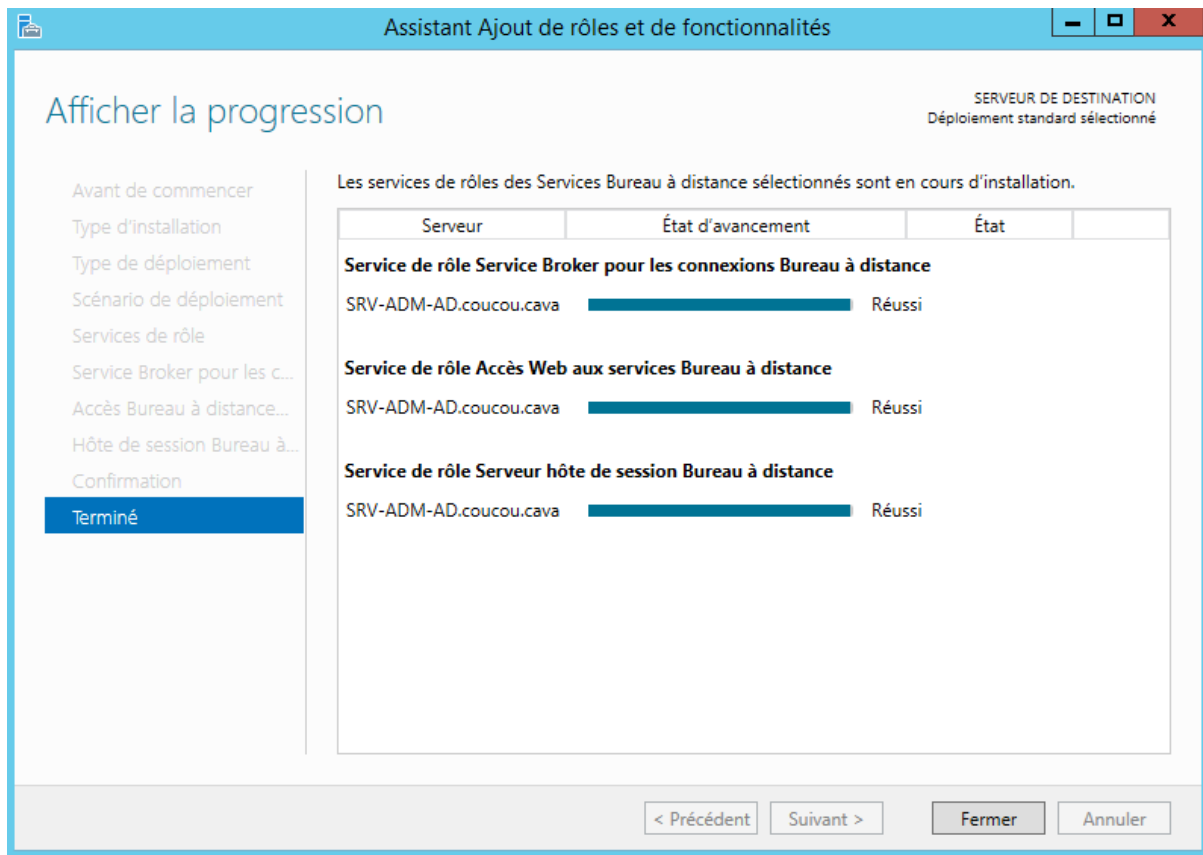 Assistant Ajout de rôles et de fonctionnalités
Afficher la progression
SERVEUR DE DESTINATION
Déploiement standard sélectionné
Avant de commencer
Type d'installation
Type de déploiement
Scénario de déploiement
Services de rôle
Service Broker pour les c...
Accès Bureau à distance...
Hôte de session Bureau à...
Confirmation
Terminé
Les services de rôles des Services Bureau à distance sélectionnés sont en cours d'installation.
Serveur État d'avancement État
Service de rôle Service Broker pour les connexions Bureau à distance
SRV-ADM-AD.coucou.cava Réussi
Service de rôle Accès Web aux services Bureau à distance
SRV-ADM-AD.coucou.cava Réussi
Service de rôle Serveur hôte de session Bureau à distance
SRV-ADM-AD.coucou.cava Réussi
< Précédent Suivant > Fermer Annuler